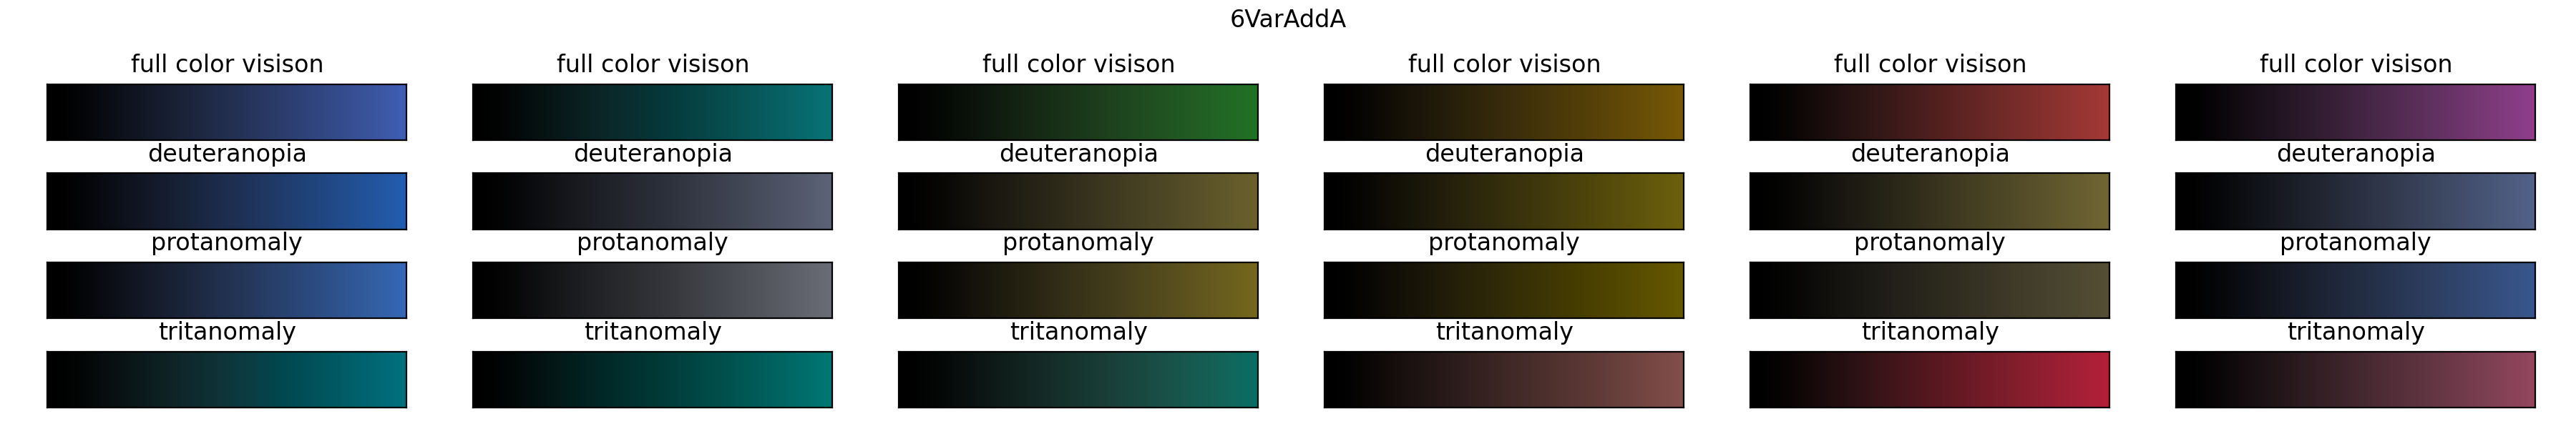 6VarAddA
full color visison full color visison full color visison full color visison full color visison full color visison
deuteranopia deuteranopia deuteranopia deuteranopia deuteranopia deuteranopia
protanomaly protanomaly protanomaly protanomaly protanomaly protanomaly
tritanomaly tritanomaly tritanomaly tritanomaly tritanomaly tritanomaly